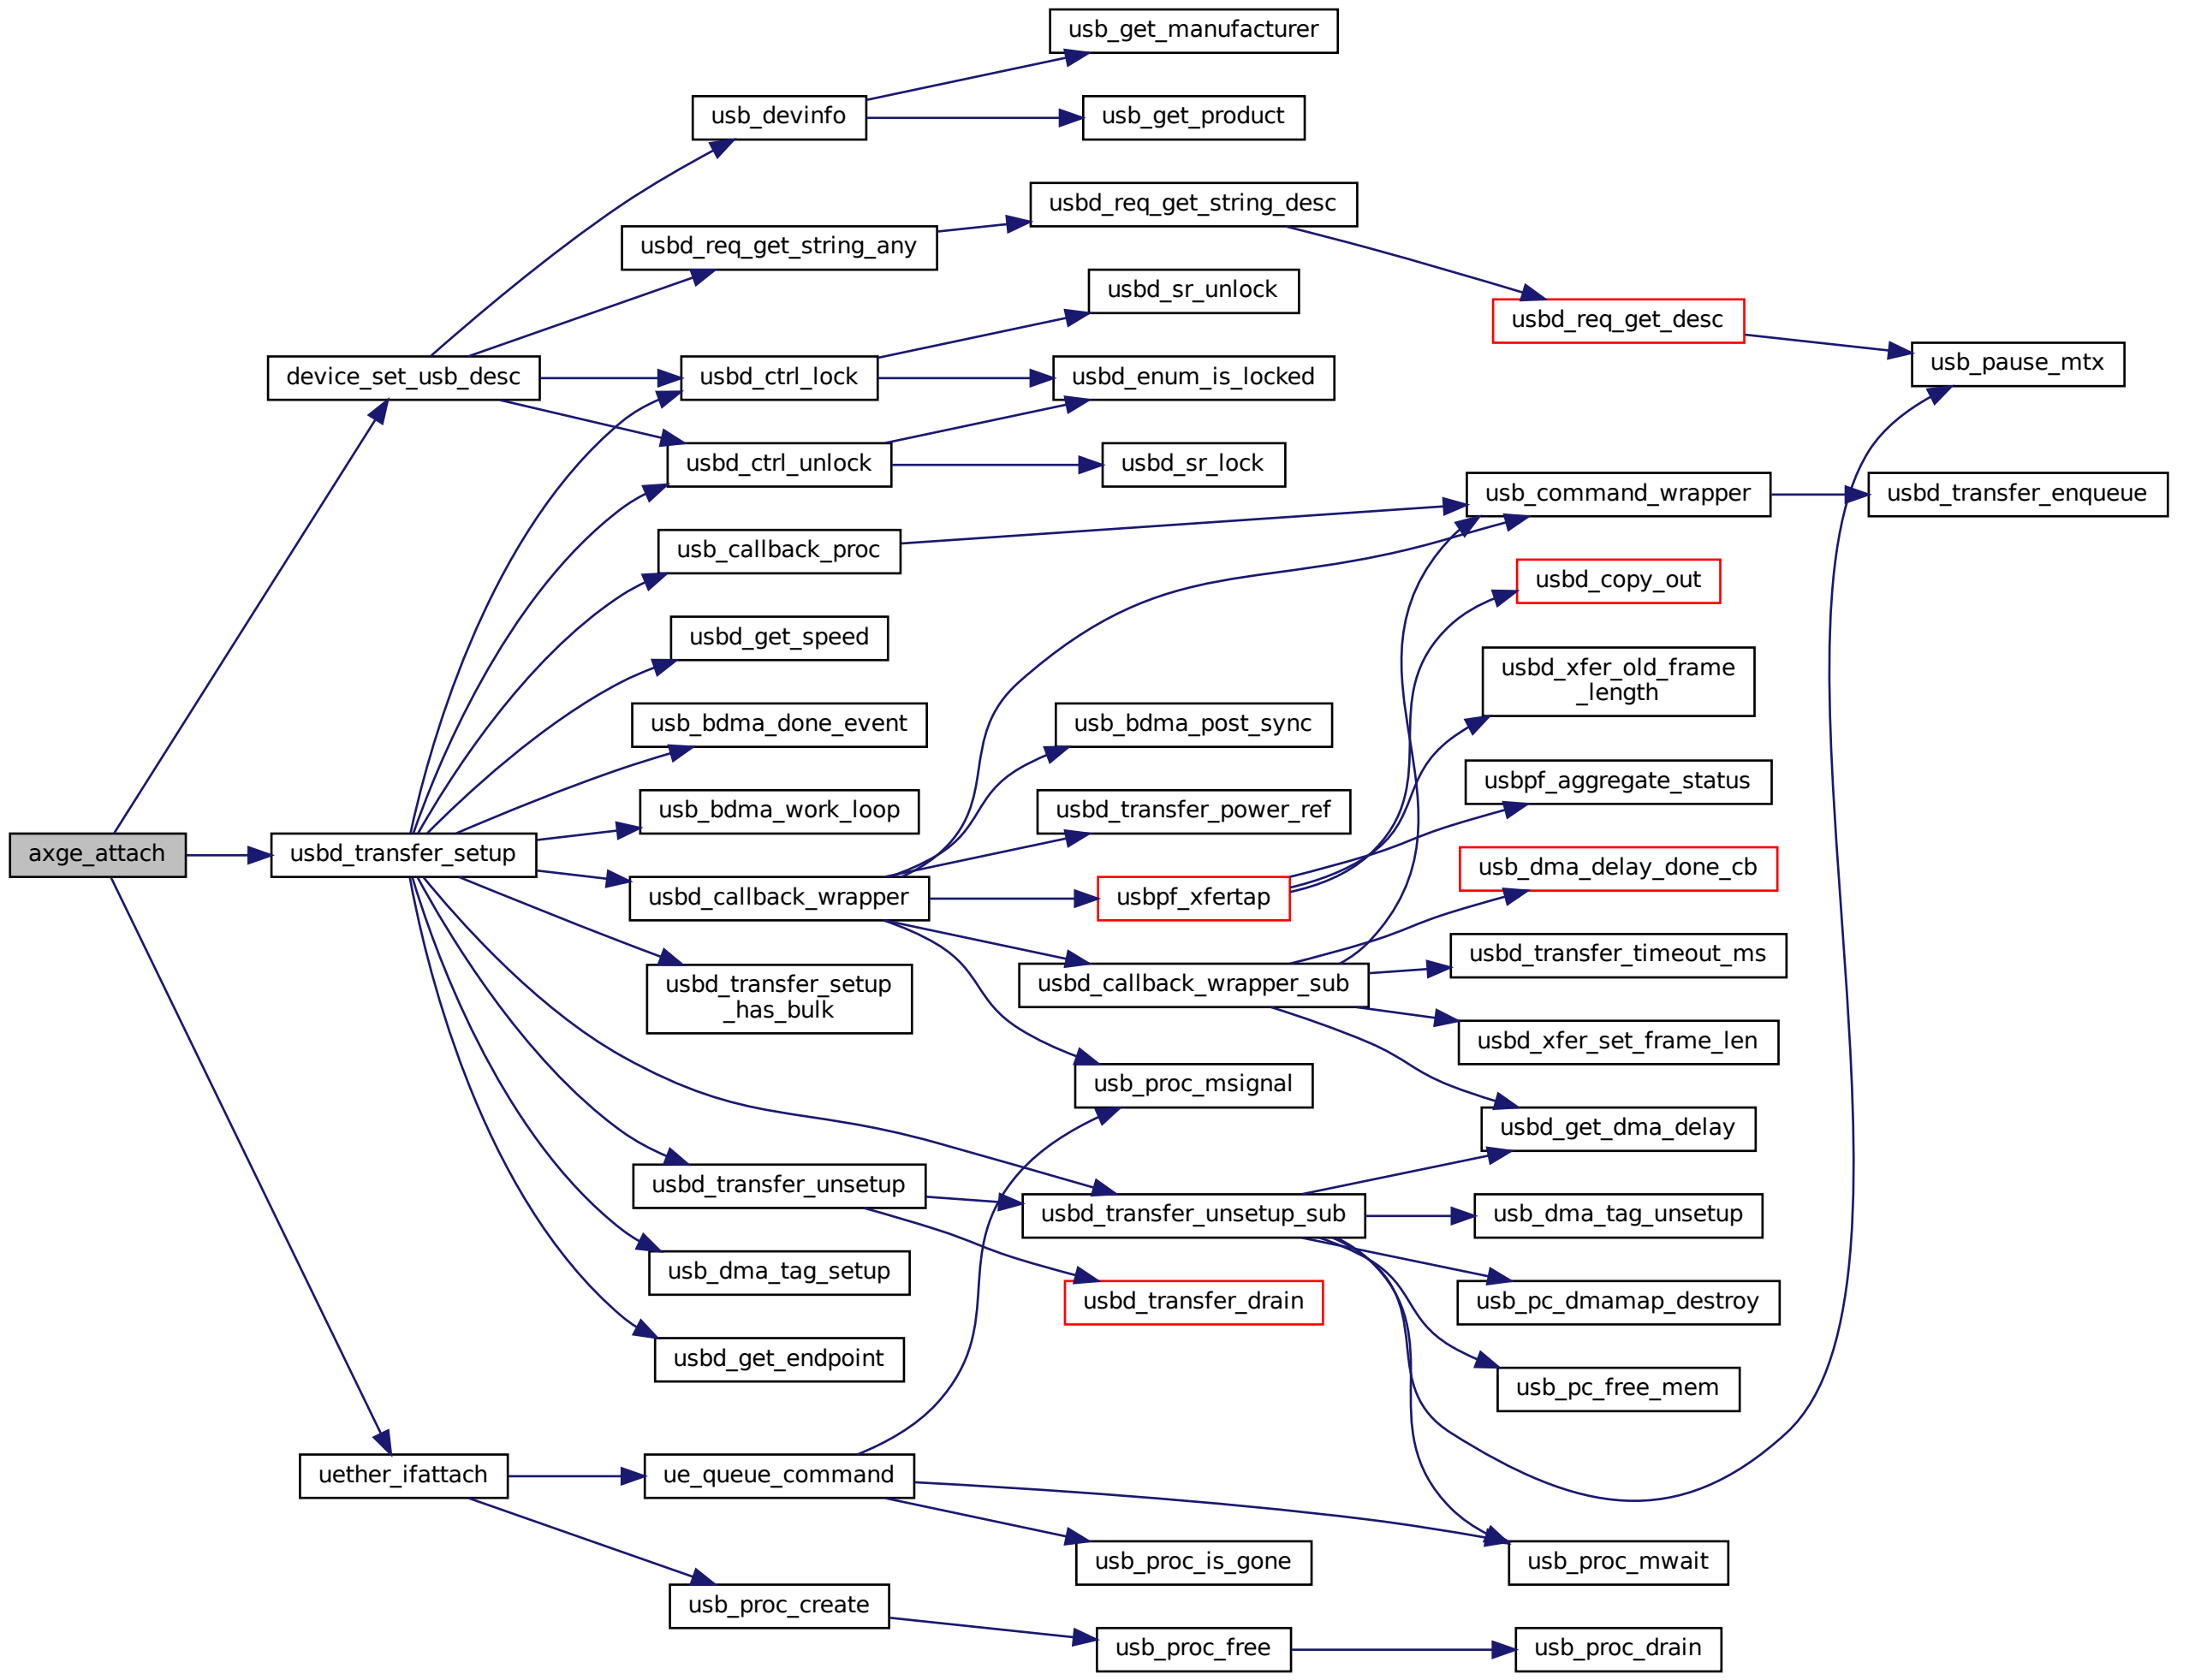 usb_get_manufacturer
usb_devinfo
usb_get_product
usbd_req_get_string_desc
usbd_req_get_string_any
usbd_sr_unlock
usbd_req_get_desc
usb_pause_mtx
device_set_usb_desc
usbd_ctrl_lock
usbd_enum_is_locked
usbd_ctrl_unlock
usbd_sr_lock
usb_command_wrapper
usbd_transfer_enqueue
usb_callback_proc
usbd_copy_out
usbd_get_speed
usbd_xfer_old_frame
_length
usb_bdma_done_event
usb_bdma_post_sync
usbpf_aggregate_status
usb_bdma_work_loop
usbd_transfer_power_ref
axge_attach
usbd_transfer_setup
usb_dma_delay_done_cb
usbd_callback_wrapper
usbpf_xfertap
usbd_transfer_timeout_ms
usbd_transfer_setup
_has_bulk
usbd_callback_wrapper_sub
usbd_xfer_set_frame_len
usb_proc_msignal
usbd_get_dma_delay
usbd_transfer_unsetup
usbd_transfer_unsetup_sub
usb_dma_tag_unsetup
usb_dma_tag_setup
usbd_transfer_drain
usb_pc_dmamap_destroy
usbd_get_endpoint
usb_pc_free_mem
uether_ifattach
ue_queue_command
usb_proc_is_gone
usb_proc_mwait
usb_proc_create
usb_proc_free
usb_proc_drain